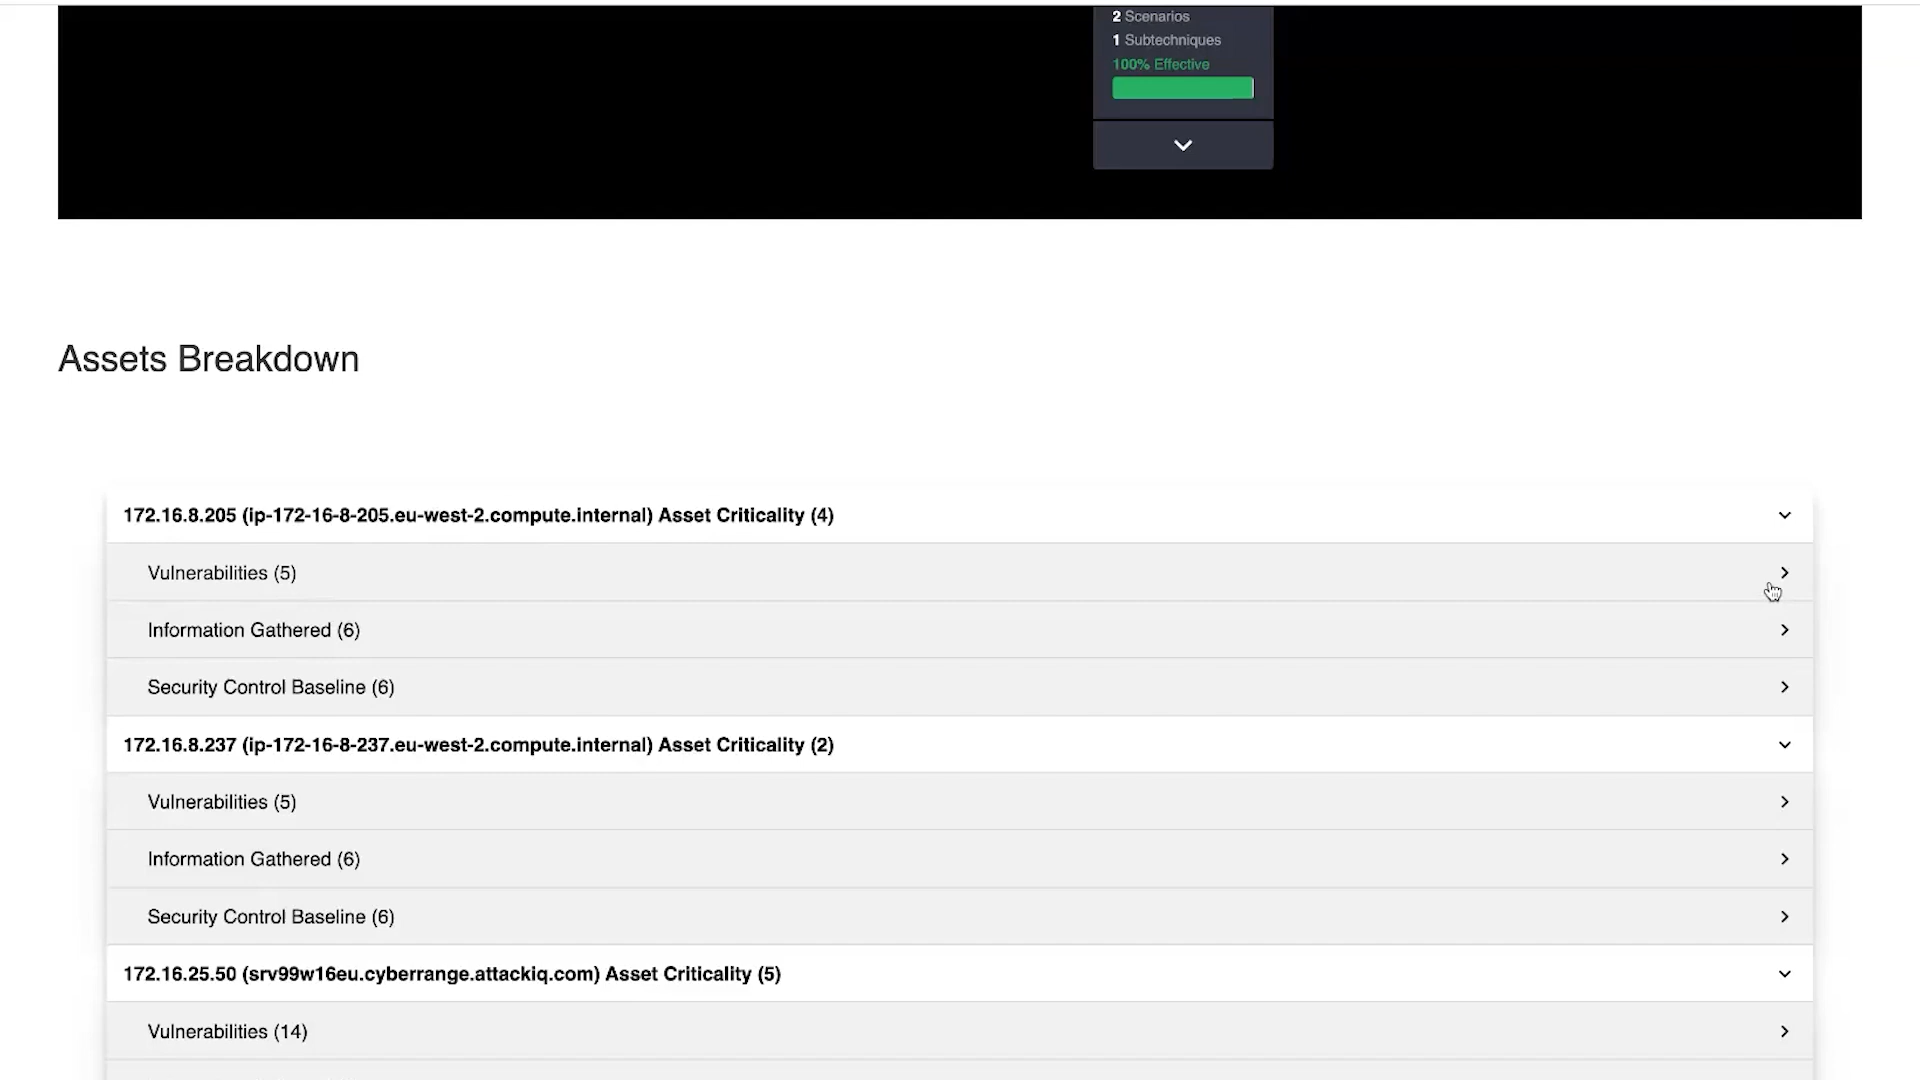 2 Scenarios
1 Subtechniques
100% Effective
Assets Breakdown
172.16.8.205 (ip-172-16-8-205.eu-west-2.compute.internal) Asset Criticality (4)
Vulnerabilities (5)
Information Gathered (6)
Security Control Baseline (6)
172.16.8.237 (ip-172-16-8-237.eu-west-2.compute.internal) Asset Criticality (2)
Vulnerabilities (5)
Information Gathered (6)
Security Control Baseline (6)
172.16.25.50 (srv99w16eu.cyberrange.attackiq.com) Asset Criticality (5)
Vulnerabilities (14)